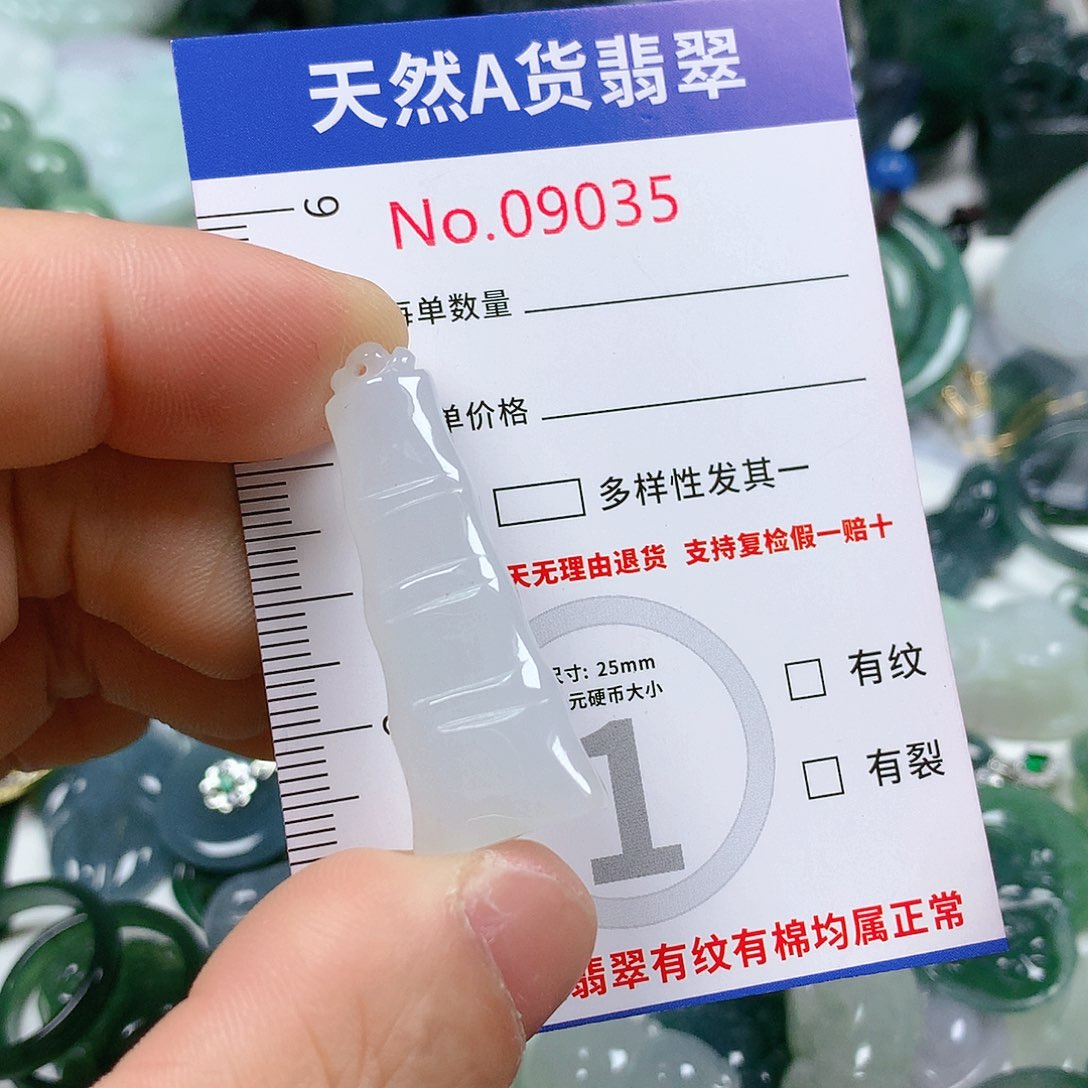 天然A货翡翠
No.09035
6
每单数量
单价格
多样性发其一
天无理由退货 支持复检假一赔十
尺寸: 25mm
元硬币大小
1
有纹
有裂
翡翠有纹有棉均属正常